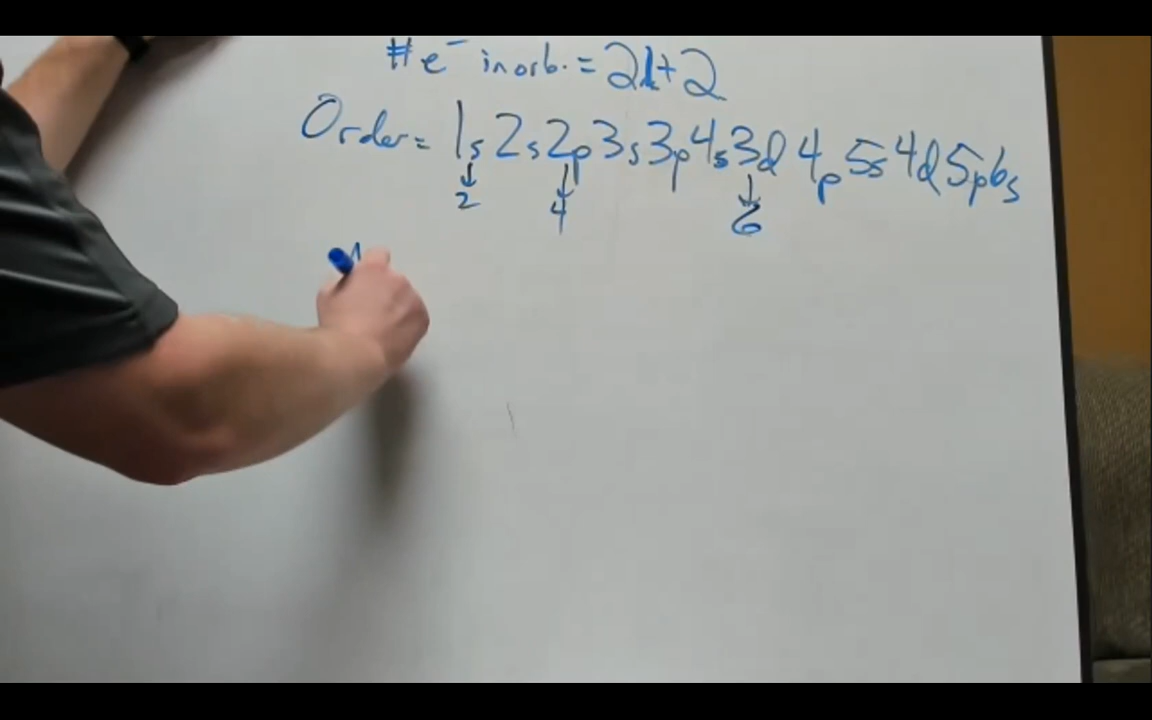 #e⁻ in orb. = 2l+2
Order = 1s 2s 2p 3s 3p 4s 3d 4p 5s 4d 5p 6s
↓ 2 ↓ 4 ↓ 6